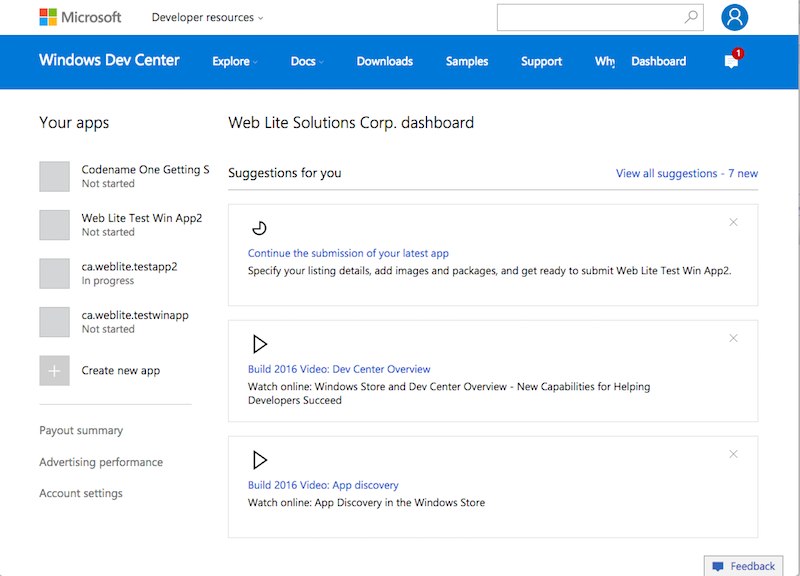 Microsoft
Developer resources
Windows Dev Center
Explore
Docs
Downloads
Samples
Support
Why
Dashboard
1
Your apps
Codename One Getting S
Not started
Web Lite Test Win App2
Not started
ca.weblite.testapp2
In progress
ca.weblite.testwinapp
Not started
Create new app
Payout summary
Advertising performance
Account settings
Web Lite Solutions Corp. dashboard
Suggestions for you
View all suggestions - 7 new
Continue the submission of your latest app
Specify your listing details, add images and packages, and get ready to submit Web Lite Test Win App2.
Build 2016 Video: Dev Center Overview
Watch online: Windows Store and Dev Center Overview - New Capabilities for Helping
Developers Succeed
Build 2016 Video: App discovery
Watch online: App Discovery in the Windows Store
Feedback